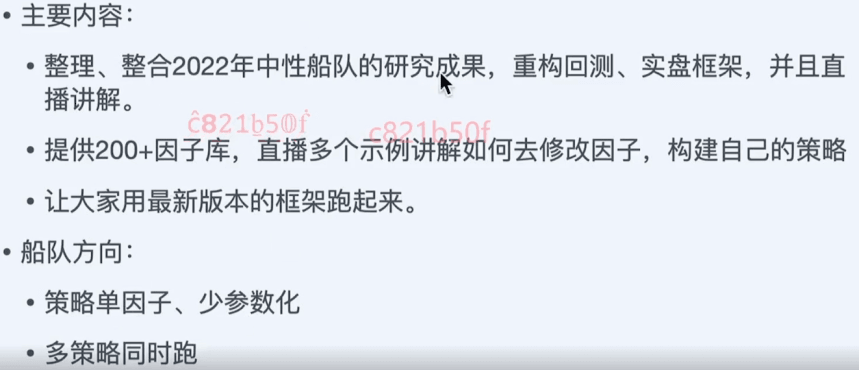 • 主要内容：
• 整理、整合2022年中性船队的研究成果，重构回测、实盘框架，并且直
播讲解。
ĉ821b̲50ḟ
c821b50f
• 提供200+因子库，直播多个示例讲解如何去修改因子，构建自己的策略
• 让大家用最新版本的框架跑起来。
• 船队方向：
• 策略单因子、少参数化
• 多策略同时跑